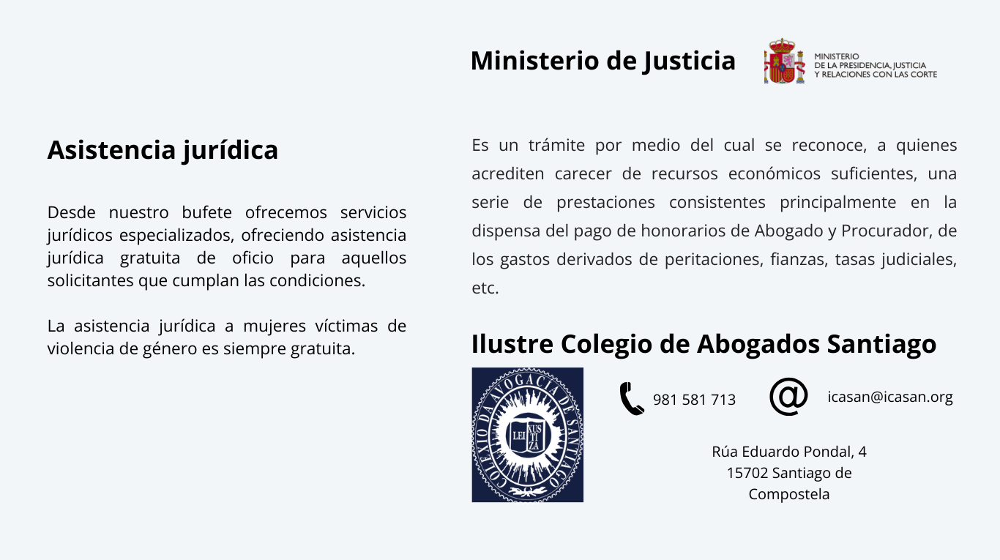 Ministerio de Justicia
MINISTERIO
DE LA PRESIDENCIA, JUSTICIA
Y RELACIONES CON LAS CORTE
Asistencia jurídica
Desde nuestro bufete ofrecemos servicios
jurídicos especializados, ofreciendo asistencia
jurídica gratuita de oficio para aquellos
solicitantes que cumplan las condiciones.
La asistencia jurídica a mujeres víctimas de
violencia de género es siempre gratuita.
Es un trámite por medio del cual se reconoce, a quienes
acrediten carecer de recursos económicos suficientes, una
serie de prestaciones consistentes principalmente en la
dispensa del pago de honorarios de Abogado y Procurador, de
los gastos derivados de peritaciones, fianzas, tasas judiciales,
etc.
Ilustre Colegio de Abogados Santiago
COLEXIO DA AVOGACIA DE SANTIAGO
LEI
XUS
TI
ZA
981 581 713
@
icasan@icasan.org
Rúa Eduardo Pondal, 4
15702 Santiago de
Compostela